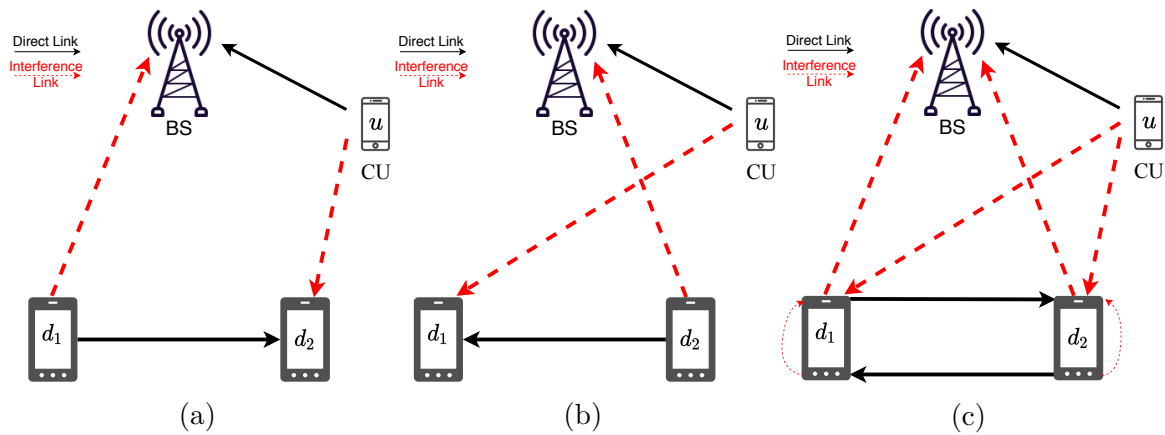 Direct Link
Interference
Link
BS
u
CU
d1
d2
(a)
Direct Link
Interference
Link
BS
u
CU
d1
d2
(b)
Direct Link
Interference
Link
BS
u
CU
d1
d2
(c)